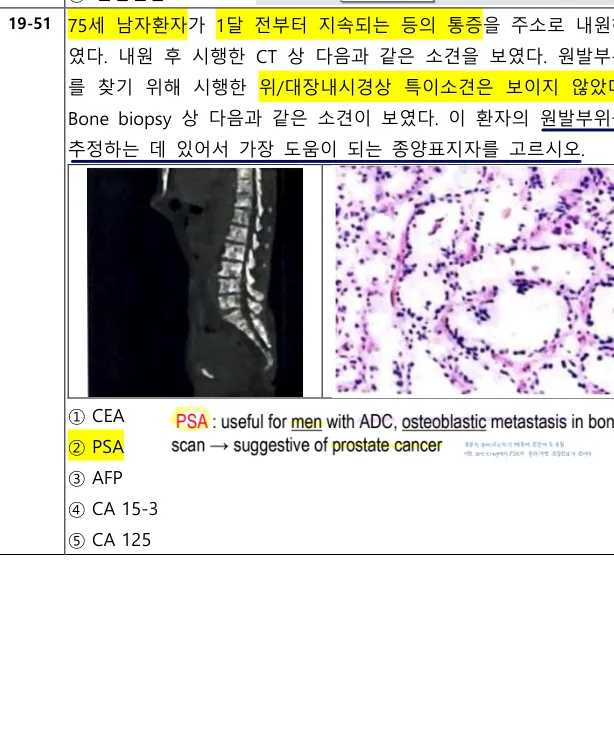 19-51
75세 남자환자가 1달 전부터 지속되는 등의 통증을 주소로 내원
였다. 내원 후 시행한 CT 상 다음과 같은 소견을 보였다. 원발부
를 찾기 위해 시행한 위/대장내시경상 특이소견은 보이지 않았
Bone biopsy 상 다음과 같은 소견이 보였다. 이 환자의 원발부위
추정하는 데 있어서 가장 도움이 되는 종양표지자를 고르시오.
① CEA
② PSA
③ AFP
④ CA 15-3
⑤ CA 125
PSA : useful for men with ADC, osteoblastic metastasis in bon
scan → suggestive of prostate cancer